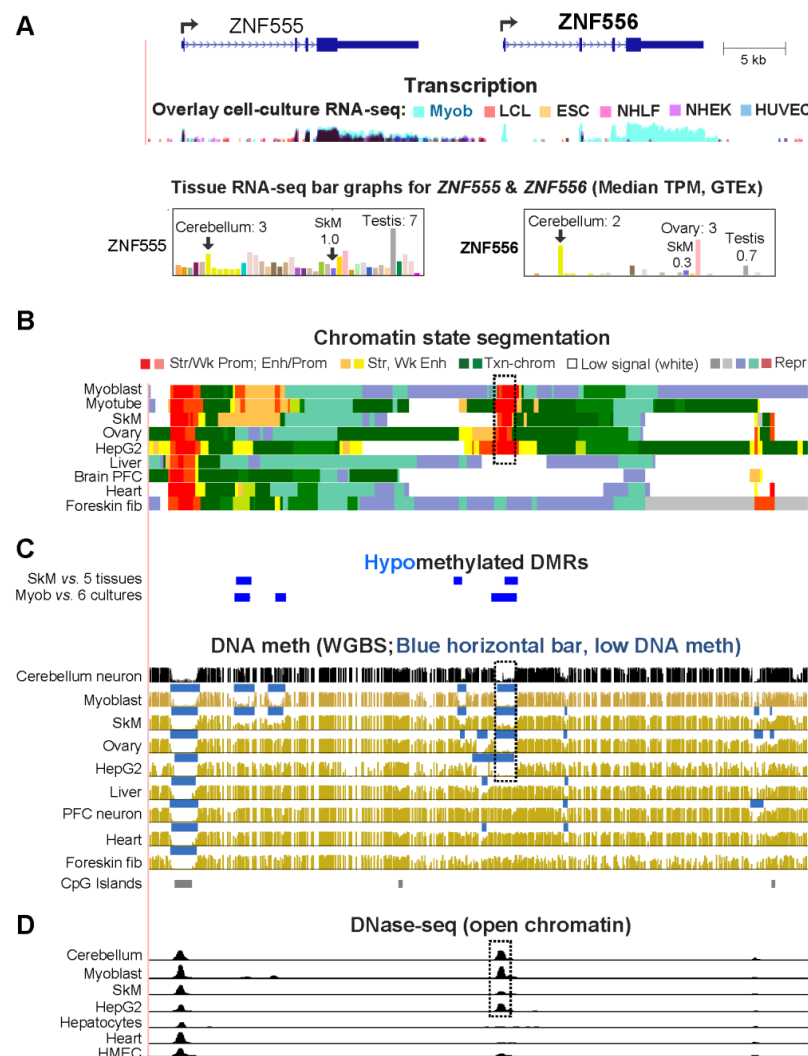 A
ZNF555
ZNF556
5 kb
Transcription
Overlay cell-culture RNA-seq: Myob LCL ESC NHLF NHEK HUVEC
Tissue RNA-seq bar graphs for ZNF555 & ZNF556 (Median TPM, GTEx)
ZNF555
Cerebellum: 3
SkM
1.0
Testis: 7
ZNF556
Cerebellum: 2
Ovary: 3
SkM
0.3
Testis
0.7
B
Chromatin state segmentation
Str/Wk Prom; Enh/Prom Str, Wk Enh Txn-chrom Low signal (white) Repr
Myoblast
Myotube
SkM
Ovary
HepG2
Liver
Brain PFC
Heart
Foreskin fib
C
Hypomethylated DMRs
SkM vs. 5 tissues
Myob vs. 6 cultures
DNA meth (WGBS; Blue horizontal bar, low DNA meth)
Cerebellum neuron
Myoblast
SkM
Ovary
HepG2
Liver
PFC neuron
Heart
Foreskin fib
CpG Islands
D
DNase-seq (open chromatin)
Cerebellum
Myoblast
SkM
HepG2
Hepatocytes
Heart
HMEC